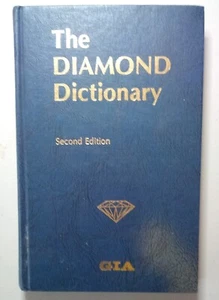 The
DIAMOND
Dictionary
Second Edition
GIA